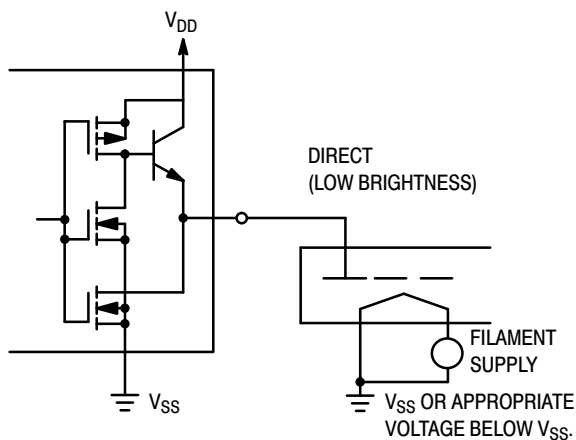 VDD
DIRECT
(LOW BRIGHTNESS)
FILAMENT
SUPPLY
VSS
VSS OR APPROPRIATE
VOLTAGE BELOW VSS.